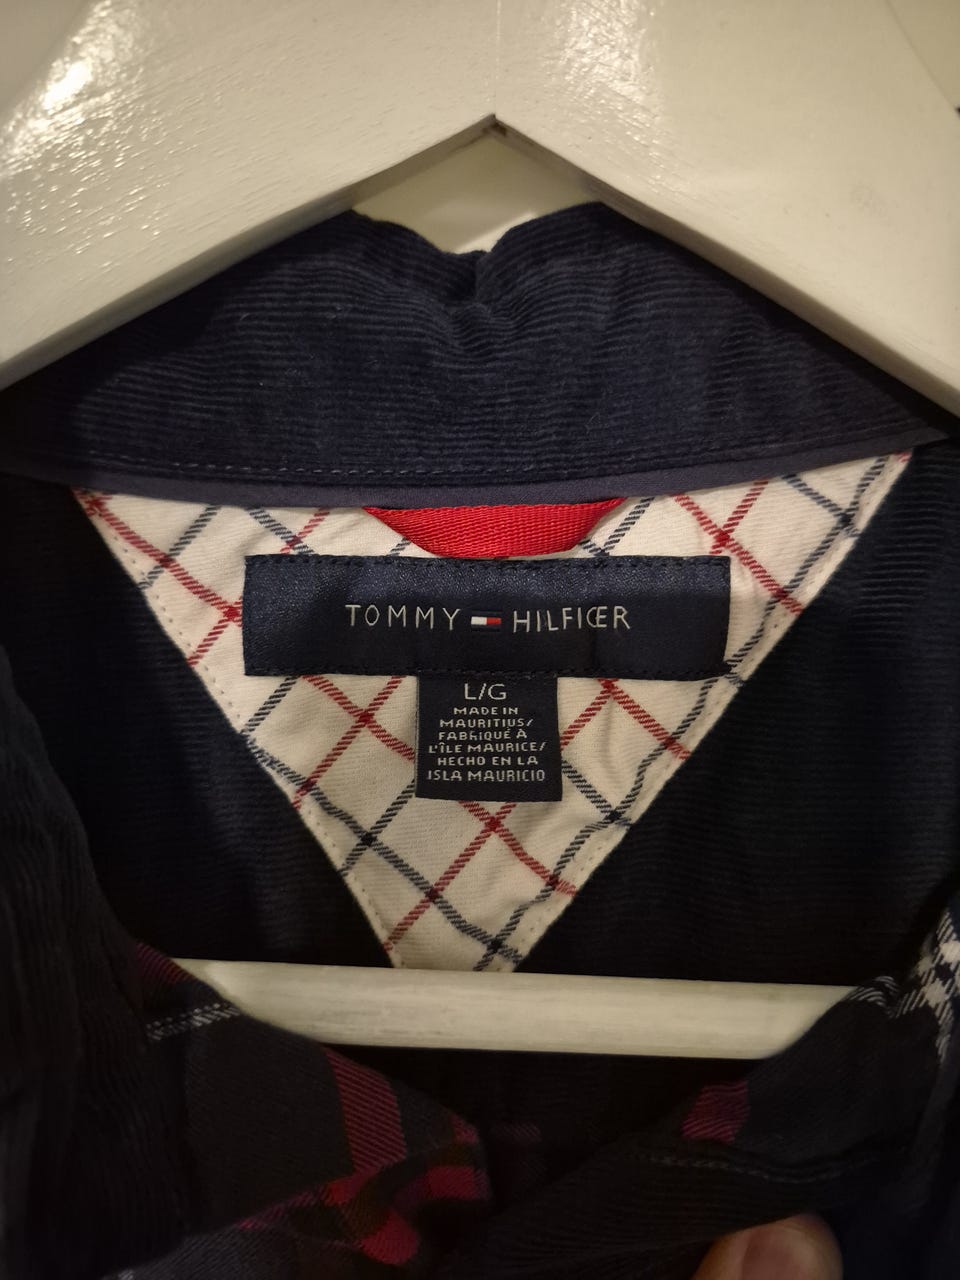 TOMMY HILFIGER
L/G
MADE IN
MAURITIUS/
FABRIQUÉ À
L'ÎLE MAURICE/
HECHO EN LA
ISLA MAURICIO